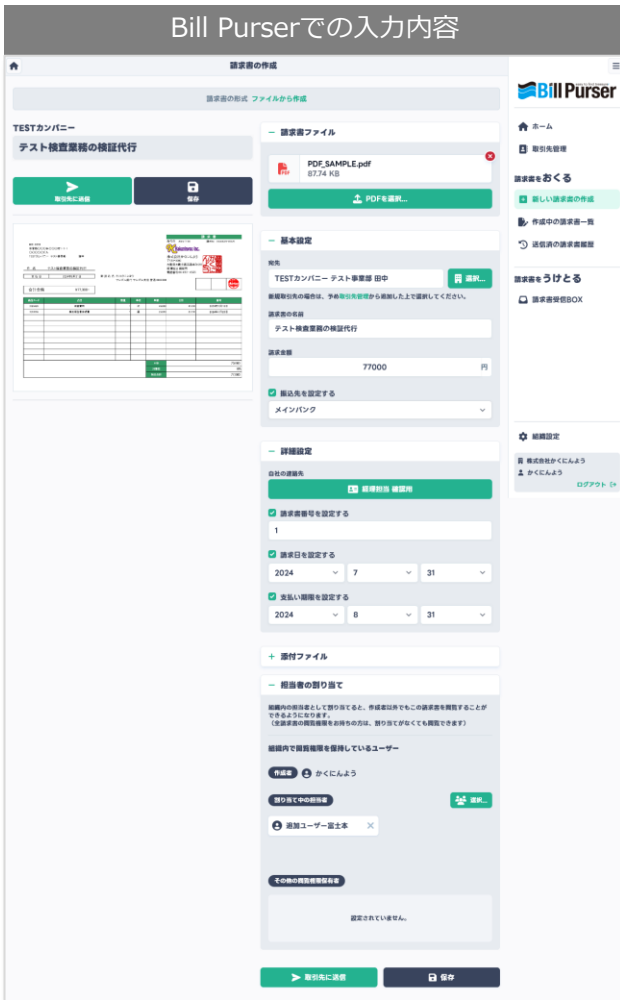 Bill Purserでの入力内容
請求書の作成
請求書の形式 ファイルから作成
TESTカンパニー
テスト検査業務の検証代行
取引先に送信
保存
請求書ファイル
PDF_SAMPLE.pdf
87.74 KB
PDFを選択...
基本設定
宛先
TESTカンパニー テスト事業部 田中
選択...
新規取引先の場合は、予め取引先管理から追加した上で選択してください。
請求書の名前
テスト検査業務の検証代行
請求金額
77000
円
振込先を設定する
メインバンク
詳細設定
自社の連絡先
経理担当 確認用
請求書番号を設定する
1
請求日を設定する
2024 7 31
支払い期限を設定する
2024 8 31
添付ファイル
担当者の割り当て
組織内の担当者として割り当てると、作成者以外でもこの請求書を閲覧することが
できるようになります。
(全請求書の閲覧権限をお持ちの方は、割り当てがなくても閲覧できます)
組織内で閲覧権限を保持しているユーザー
作成者 かくにんよう
割り当て中の担当者
選択...
追加ユーザー富士本
その他の閲覧権限保有者
設定されていません。
取引先に送信
保存
Bill Purser
ホーム
取引先管理
請求書をおくる
新しい請求書の作成
作成中の請求書一覧
送信済の請求書履歴
請求書をうけとる
請求書受信BOX
組織設定
株式会社かくにんよう
かくにんよう
ログアウト